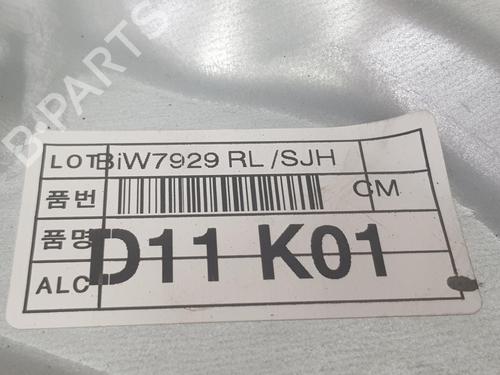 B-PARTS
LOT BiW7929 RL /SJH
품번 CM
품명 D11 K01
ALC